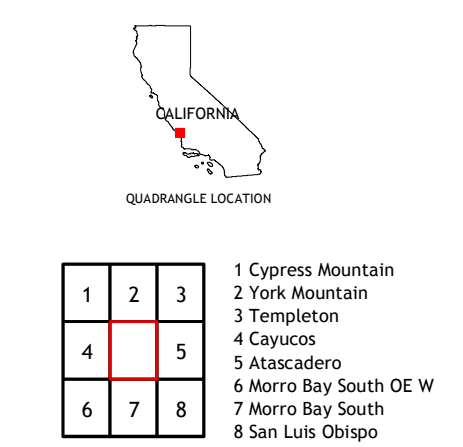 CALIFORNIA
QUADRANGLE LOCATION
1 2 3
4 5
6 7 8
1 Cypress Mountain
2 York Mountain
3 Templeton
4 Cayucos
5 Atascadero
6 Morro Bay South OE W
7 Morro Bay South
8 San Luis Obispo